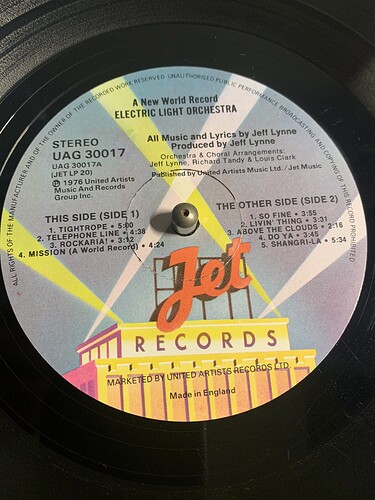 ALL RIGHTS OF THE MANUFACTURER AND OF THE OWNER OF THE RECORDED WORK RESERVED. UNAUTHORISED PUBLIC PERFORMANCE BROADCASTING AND COPYING OF THIS RECORD PROHIBITED
A New World Record
ELECTRIC LIGHT ORCHESTRA
STEREO
UAG 30017
UAG 30017A
(JET LP 20)
℗ 1976 United Artists
Music And Records
Group Inc.
All Music and Lyrics by Jeff Lynne
Produced by Jeff Lynne
Orchestra & Choral Arrangements:
Jeff Lynne, Richard Tandy & Louis Clark
Published by United Artists Music Ltd. / Jet Music
THIS SIDE (SIDE 1)
1. TIGHTROPE • 5:00
2. TELEPHONE LINE • 4:38
3. ROCKARIA! • 3:12
4. MISSION (A World Record) • 4:24
THE OTHER SIDE (SIDE 2)
1. SO FINE • 3:55
2. LIVIN' THING • 3:31
3. ABOVE THE CLOUDS • 2:16
4. DO YA • 3:45
5. SHANGRI-LA • 5:34
Jet
RECORDS
MARKETED BY UNITED ARTISTS RECORDS LTD.
Made in England